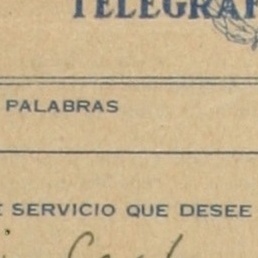 TELEGRAF
PALABRAS
E SERVICIO QUE DESEE